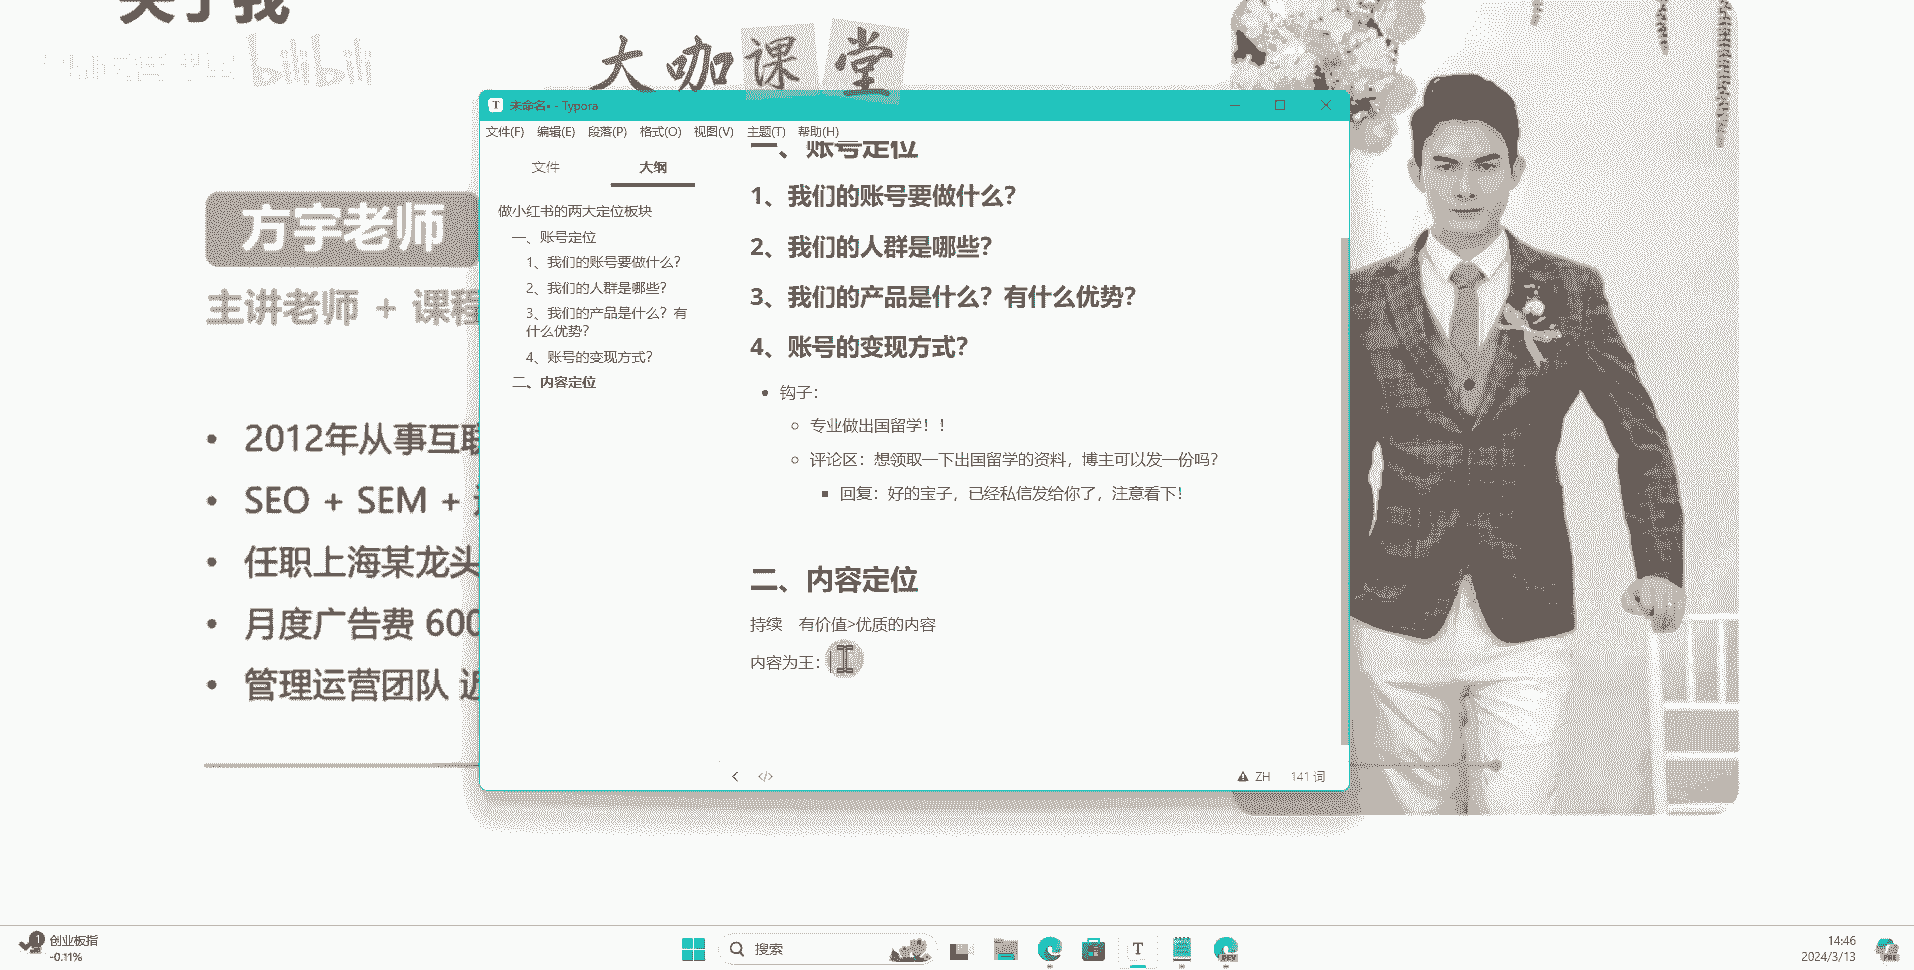 关于我
bilibili
大咖课堂
方宇老师
主讲老师 + 课程
2012年从事互联
SEO + SEM +
任职上海某龙头
月度广告费 600
管理运营团队 近
T 未命名• - Typora
文件(F) 编辑(E) 段落(P) 格式(O) 视图(V) 主题(T) 帮助(H)
文件 大纲
做小红书的两大定位板块
一、账号定位
1、我们的账号要做什么？
2、我们的人群是哪些？
3、我们的产品是什么？有
什么优势？
4、账号的变现方式？
二、内容定位
一、账号定位
1、我们的账号要做什么？
2、我们的人群是哪些？
3、我们的产品是什么？有什么优势？
4、账号的变现方式？
钩子：
专业做出国留学！！
评论区：想领取一下出国留学的资料，博主可以发一份吗？
回复：好的宝子，已经私信发给你了，注意看下！
二、内容定位
持续 有价值>优质的内容
内容为王：
ZH 141 词
1 创业板指
-0.11%
搜索
T
DEV
14:46
2024/3/13
PRE